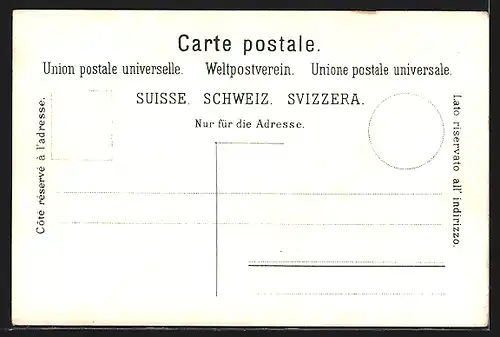 Carte postale.
Union postale universelle. Weltpostverein. Unione postale universale.
SUISSE. SCHWEIZ. SVIZZERA.
Nur für die Adresse.
Côté réservé à l'adresse.
Lato riservato all' indirizzo.